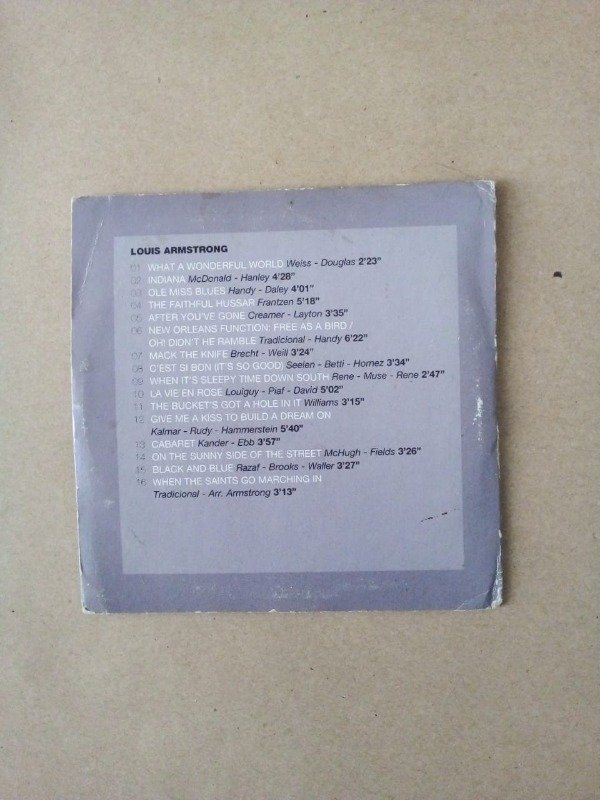 LOUIS ARMSTRONG
01 WHAT A WONDERFUL WORLD Weiss - Douglas 2'23"
02 INDIANA McDonald - Hanley 4'28"
03 OLE MISS BLUES Handy - Daley 4'01"
04 THE FAITHFUL HUSSAR Frantzen 5'18"
05 AFTER YOU'VE GONE Creamer - Layton 3'35"
06 NEW ORLEANS FUNCTION: FREE AS A BIRD /
OH! DIDN'T HE RAMBLE Tradicional - Handy 6'22"
07 MACK THE KNIFE Brecht - Weill 3'24"
08 C'EST SI BON (IT'S SO GOOD) Seelen - Betti - Hornez 3'34"
09 WHEN IT'S SLEEPY TIME DOWN SOUTH Rene - Muse - Rene 2'47"
10 LA VIE EN ROSE Louiguy - Piaf - David 5'02"
11 THE BUCKET'S GOT A HOLE IN IT Williams 3'15"
12 GIVE ME A KISS TO BUILD A DREAM ON
Kalmar - Rudy - Hammerstein 5'40"
13 CABARET Kander - Ebb 3'57"
14 ON THE SUNNY SIDE OF THE STREET McHugh - Fields 3'26"
15 BLACK AND BLUE Razaf - Brooks - Waller 3'27"
16 WHEN THE SAINTS GO MARCHING IN
Tradicional - Arr. Armstrong 3'13"